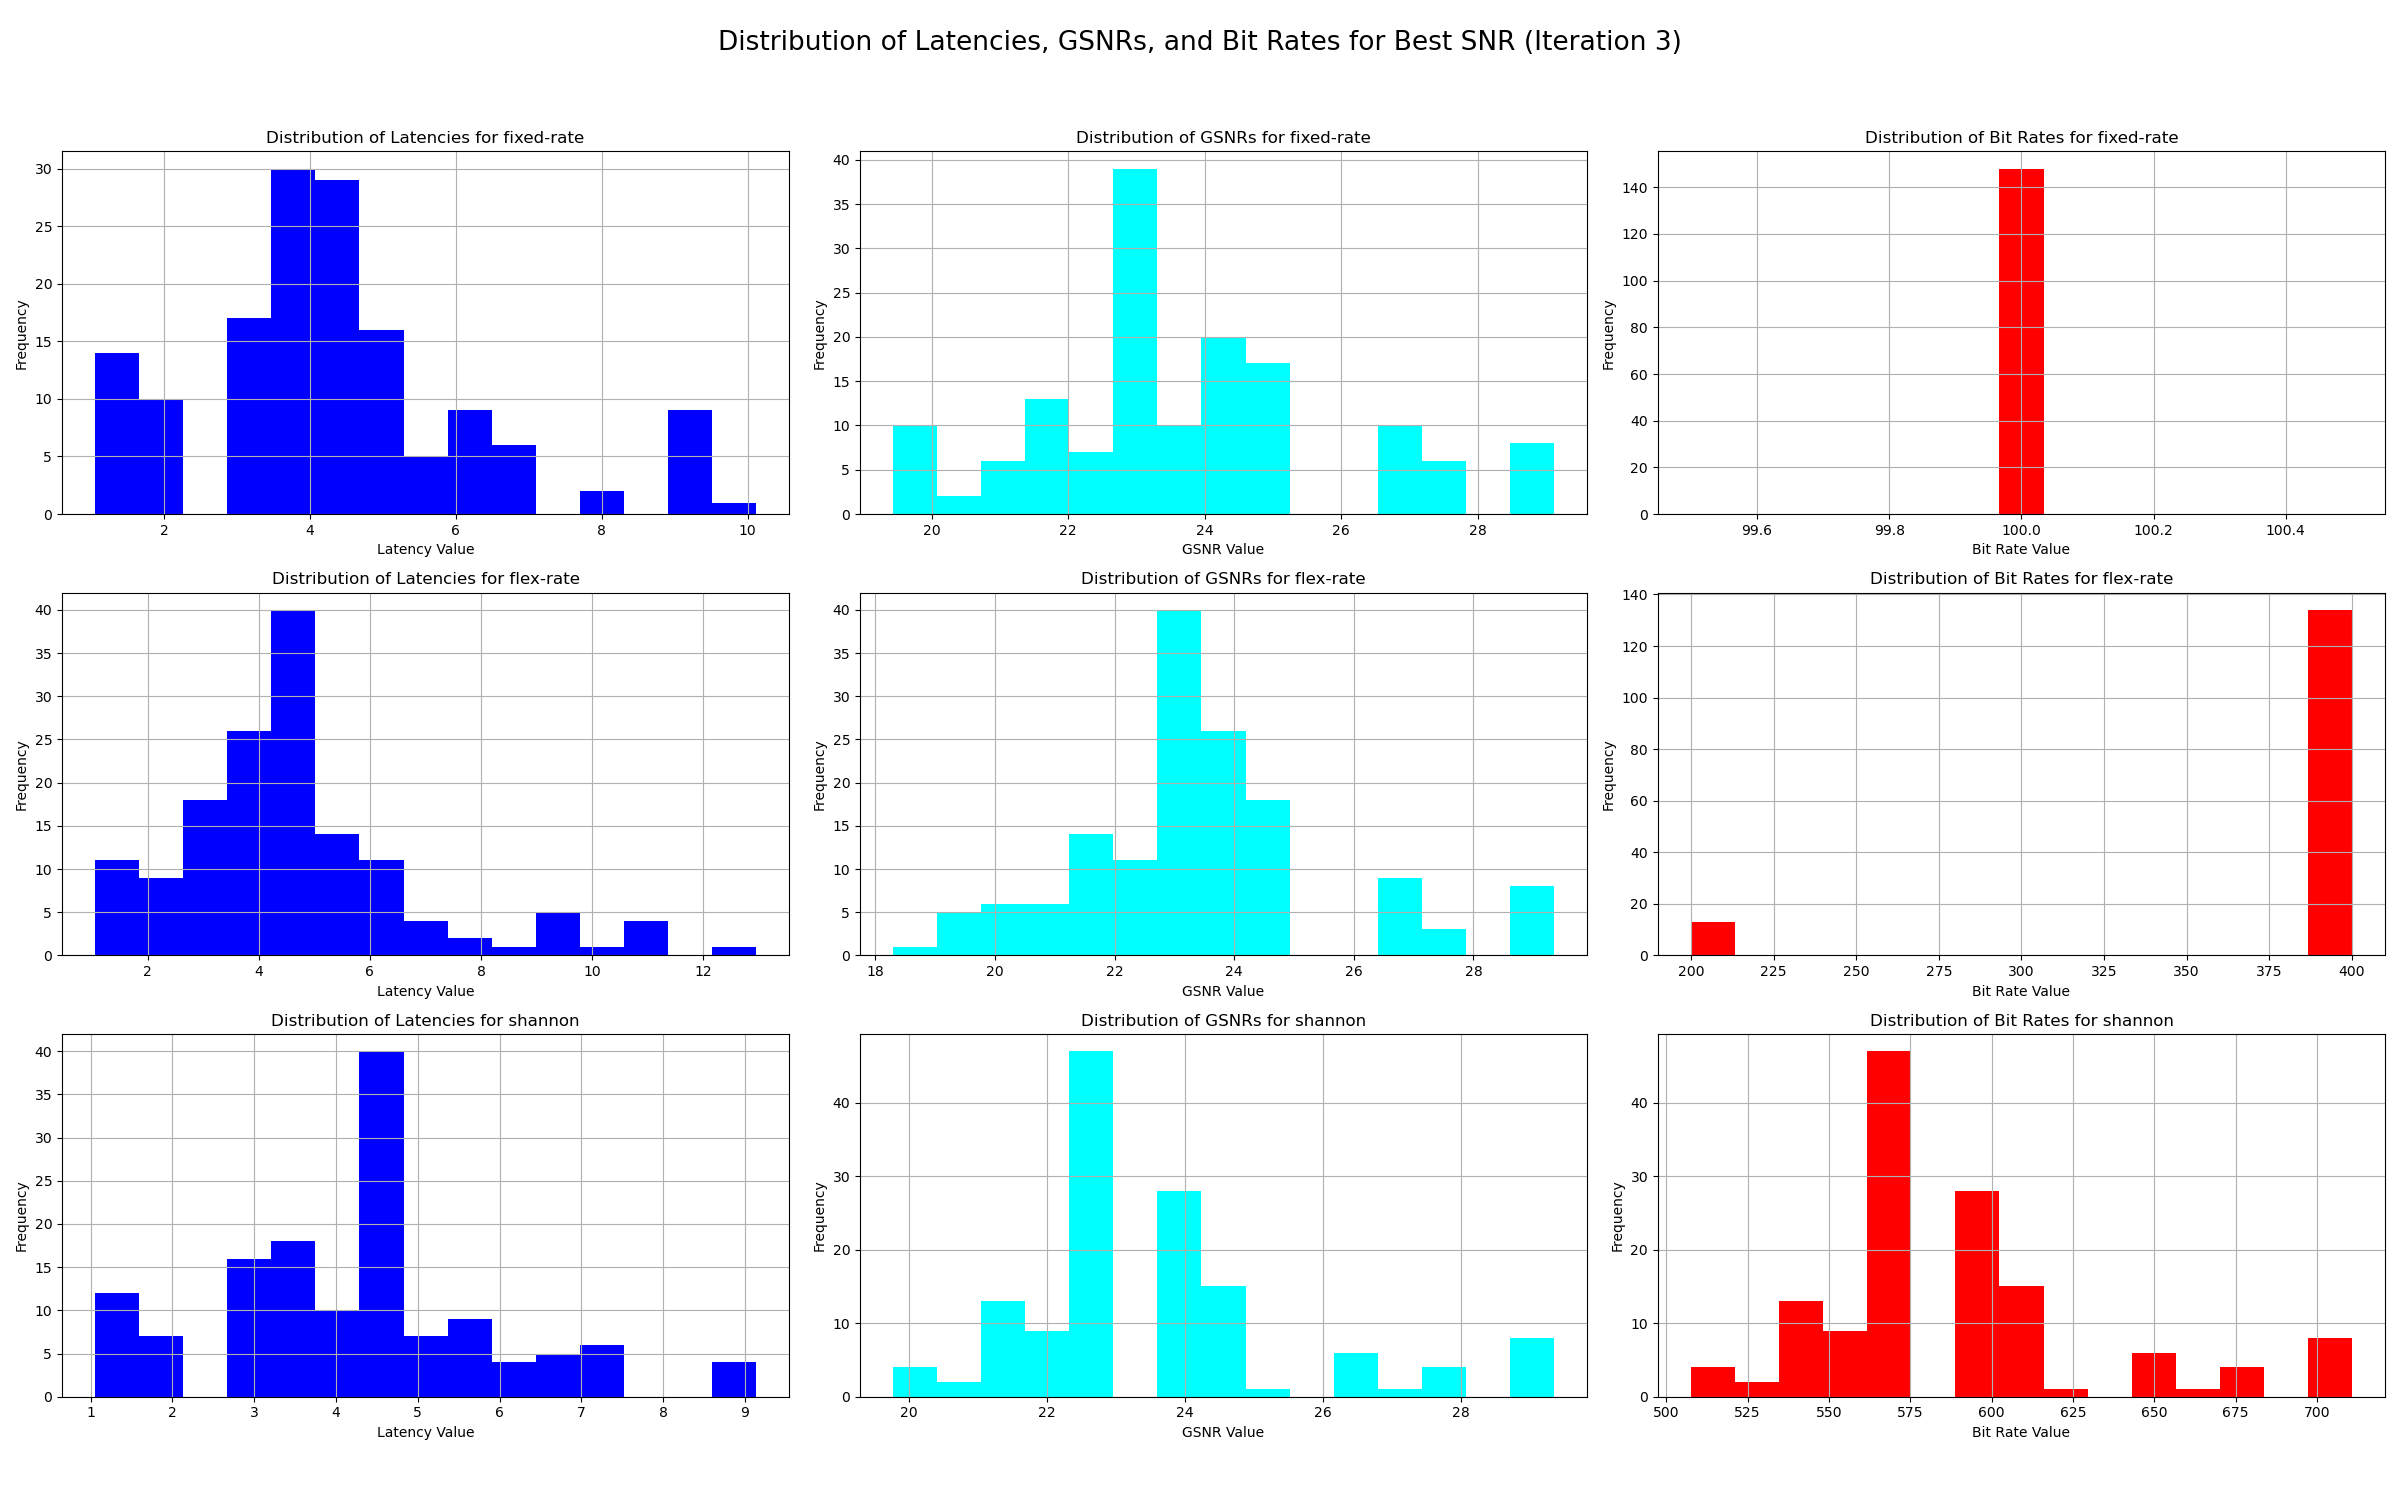 Distribution of Latencies, GSNRs, and Bit Rates for Best SNR (Iteration 3)
Distribution of Latencies for fixed-rate
Frequency
30
25
20
15
10
5
0
2 4 6 8 10
Latency Value
Distribution of GSNRs for fixed-rate
Frequency
40
35
30
25
20
15
10
5
0
20 22 24 26 28
GSNR Value
Distribution of Bit Rates for fixed-rate
Frequency
140
120
100
80
60
40
20
0
99.6 99.8 100.0 100.2 100.4
Bit Rate Value
Distribution of Latencies for flex-rate
Frequency
40
35
30
25
20
15
10
5
0
2 4 6 8 10 12
Latency Value
Distribution of GSNRs for flex-rate
Frequency
40
35
30
25
20
15
10
5
0
18 20 22 24 26 28
GSNR Value
Distribution of Bit Rates for flex-rate
Frequency
140
120
100
80
60
40
20
0
200 225 250 275 300 325 350 375 400
Bit Rate Value
Distribution of Latencies for shannon
Frequency
40
35
30
25
20
15
10
5
0
1 2 3 4 5 6 7 8 9
Latency Value
Distribution of GSNRs for shannon
Frequency
40
30
20
10
0
20 22 24 26 28
GSNR Value
Distribution of Bit Rates for shannon
Frequency
40
30
20
10
0
500 525 550 575 600 625 650 675 700
Bit Rate Value